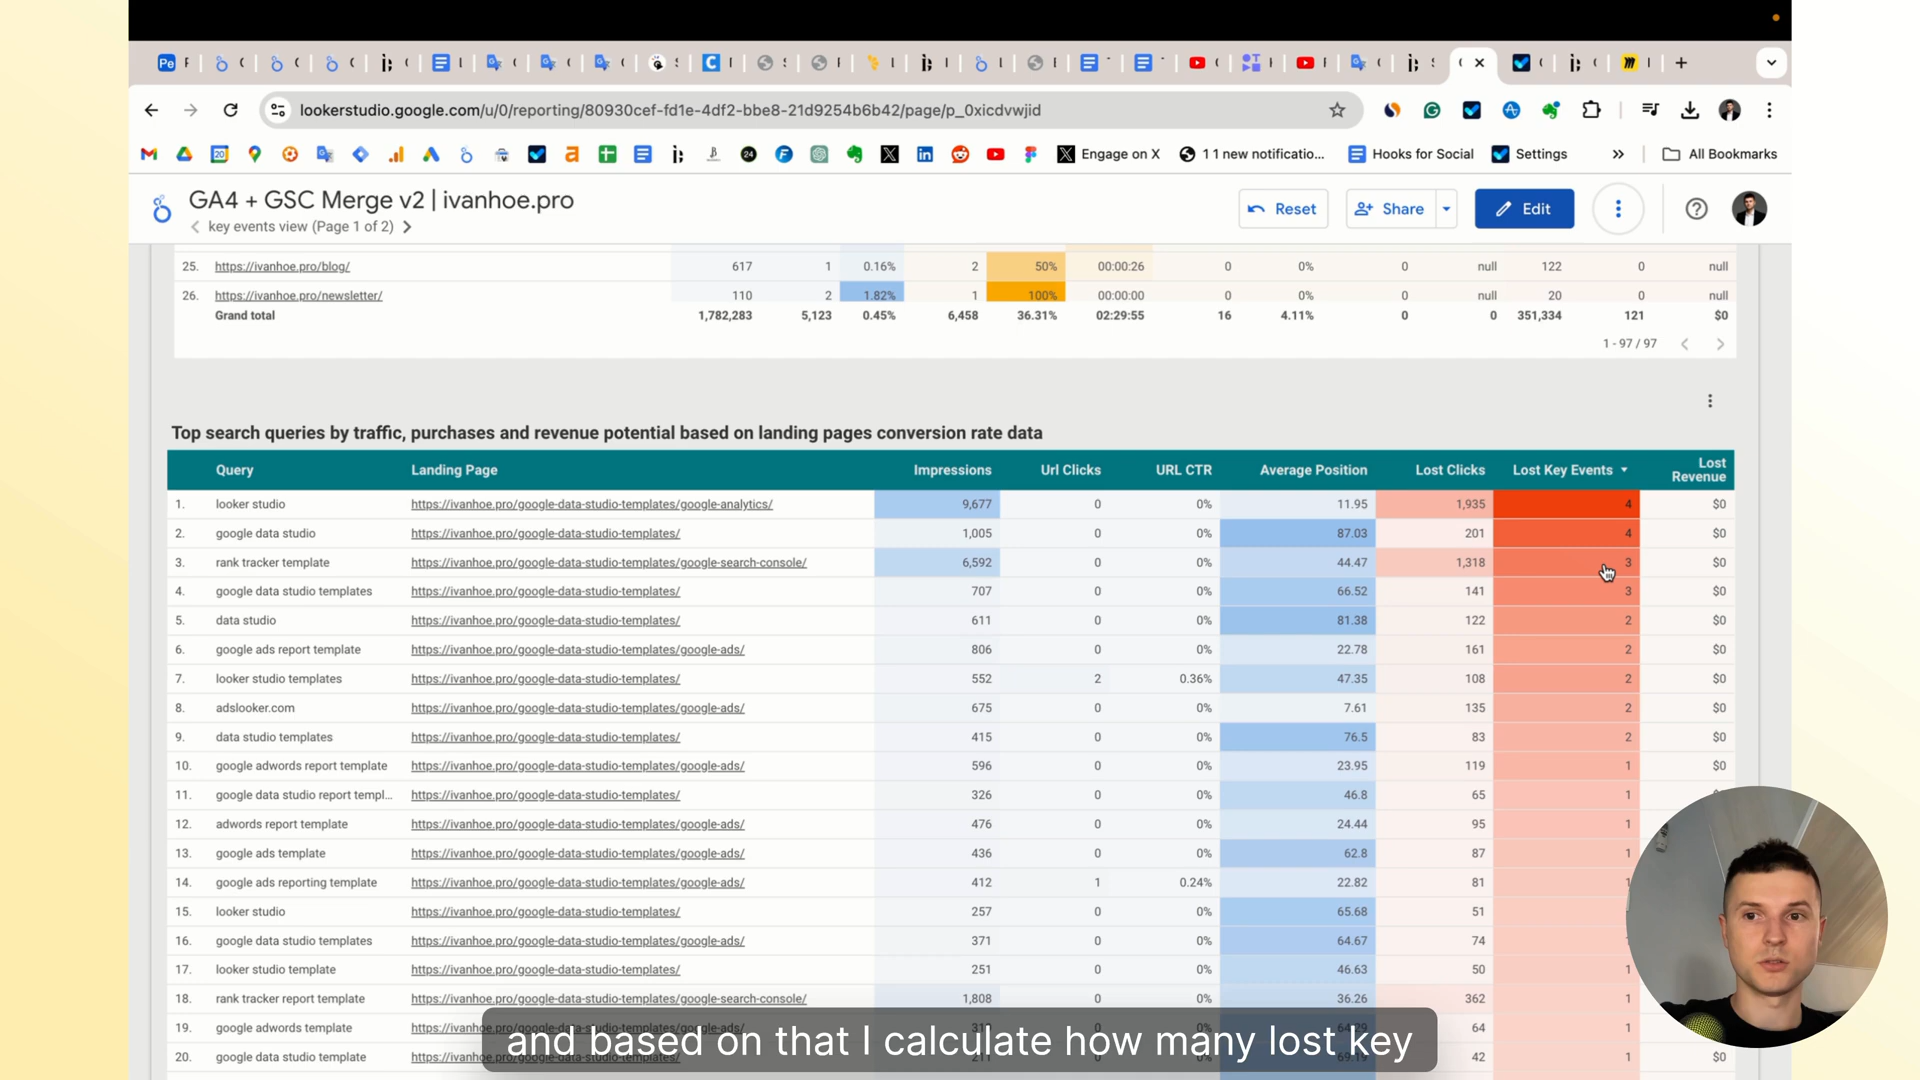 lookerstudio.google.com/u/0/reporting/80930cef-fd1e-4df2-bbe8-21d9254b6b42/page/p_0xicdvwjid
Engage on X
1 1 new notificatio...
Hooks for Social
Settings
All Bookmarks
GA4 + GSC Merge v2 | ivanhoe.pro
key events view (Page 1 of 2)
Reset
Share
Edit
25. https://ivanhoe.pro/blog/ 617 1 0.16% 2 50% 00:00:26 0 0% 0 null 122 0 null
26. https://ivanhoe.pro/newsletter/ 110 2 1.82% 1 100% 00:00:00 0 0% 0 null 20 0 null
Grand total 1,782,283 5,123 0.45% 6,458 36.31% 02:29:55 16 4.11% 0 0 351,334 121 $0
1 - 97 / 97
Top search queries by traffic, purchases and revenue potential based on landing pages conversion rate data
Query Landing Page Impressions Url Clicks URL CTR Average Position Lost Clicks Lost Key Events Lost Revenue
1. looker studio https://ivanhoe.pro/google-data-studio-templates/google-analytics/ 9,677 0 0% 11.95 1,935 4 $0
2. google data studio https://ivanhoe.pro/google-data-studio-templates/ 1,005 0 0% 87.03 201 4 $0
3. rank tracker template https://ivanhoe.pro/google-data-studio-templates/google-search-console/ 6,592 0 0% 44.47 1,318 3 $0
4. google data studio templates https://ivanhoe.pro/google-data-studio-templates/ 707 0 0% 66.52 141 3 $0
5. data studio https://ivanhoe.pro/google-data-studio-templates/ 611 0 0% 81.38 122 2 $0
6. google ads report template https://ivanhoe.pro/google-data-studio-templates/google-ads/ 806 0 0% 22.78 161 2 $0
7. looker studio templates https://ivanhoe.pro/google-data-studio-templates/ 552 2 0.36% 47.35 108 2 $0
8. adslooker.com https://ivanhoe.pro/google-data-studio-templates/google-ads/ 675 0 0% 7.61 135 2 $0
9. data studio templates https://ivanhoe.pro/google-data-studio-templates/ 415 0 0% 76.5 83 2 $0
10. google adwords report template https://ivanhoe.pro/google-data-studio-templates/google-ads/ 596 0 0% 23.95 119 1 $0
11. google data studio report templ... https://ivanhoe.pro/google-data-studio-templates/ 326 0 0% 46.8 65 1
12. adwords report template https://ivanhoe.pro/google-data-studio-templates/google-ads/ 476 0 0% 24.44 95 1
13. google ads template https://ivanhoe.pro/google-data-studio-templates/google-ads/ 436 0 0% 62.8 87 1
14. google ads reporting template https://ivanhoe.pro/google-data-studio-templates/google-ads/ 412 1 0.24% 22.82 81 1
15. looker studio https://ivanhoe.pro/google-data-studio-templates/ 257 0 0% 65.68 51
16. google data studio templates https://ivanhoe.pro/google-data-studio-templates/google-ads/ 371 0 0% 64.67 74
17. looker studio template https://ivanhoe.pro/google-data-studio-templates/ 251 0 0% 46.63 50 1
18. rank tracker report template https://ivanhoe.pro/google-data-studio-templates/google-search-console/ 1,808 0 0% 36.26 362 1
19. google adwords template https://ivanhoe.pro/google-data-studio-templates/google-ads/ 64 1
20. google data studio template 42 1 $0
and based on that I calculate how many lost key